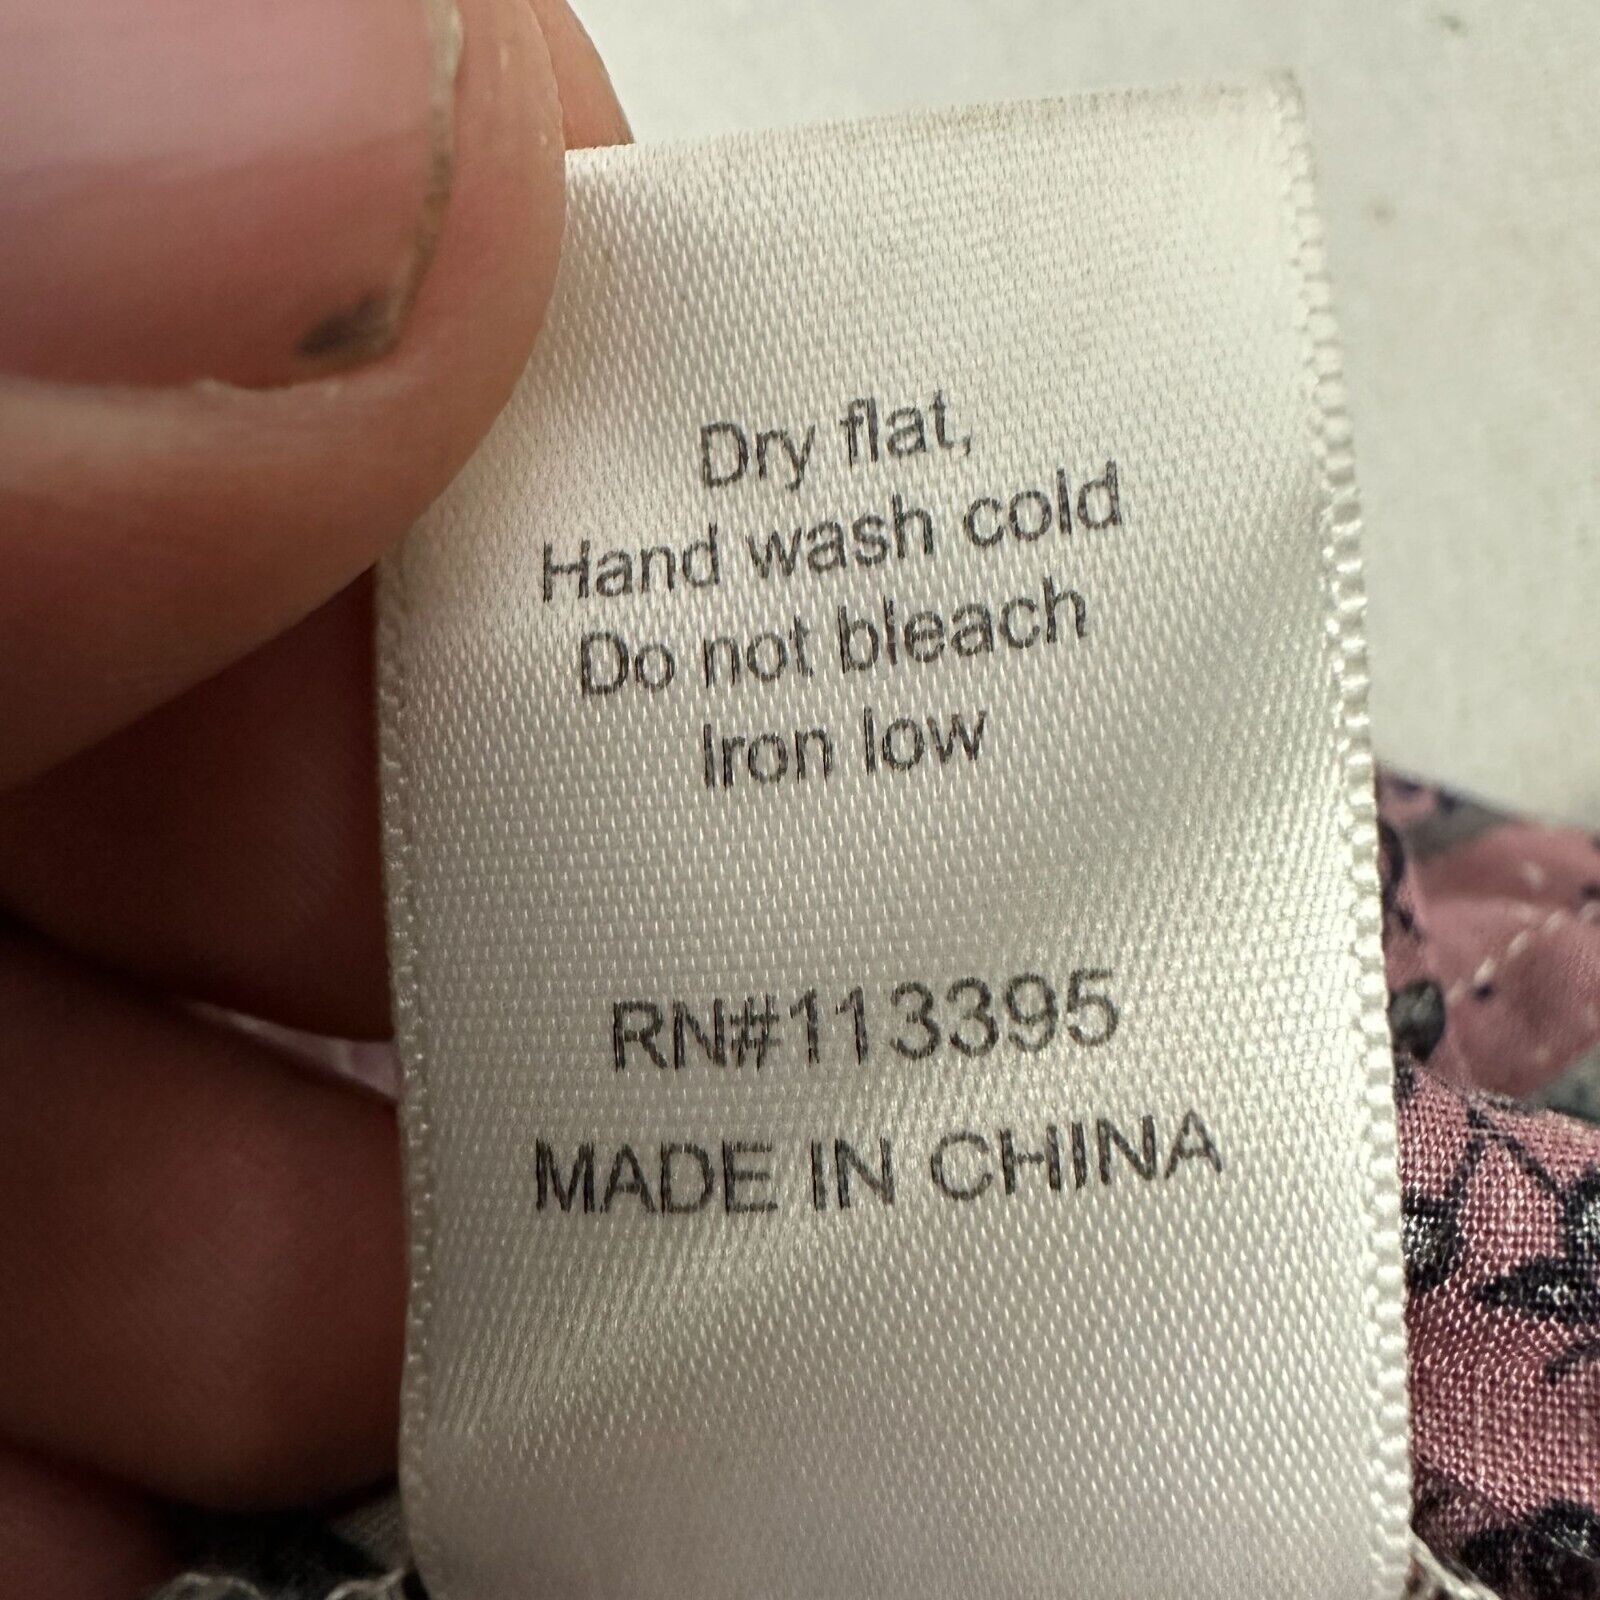 Dry flat,
Hand wash cold
Do not bleach
Iron low
RN#113395
MADE IN CHINA